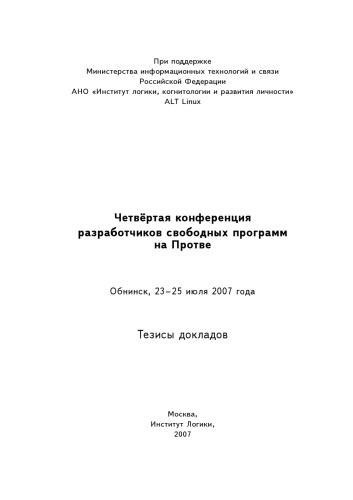 При поддержке
Министерства информационных технологий и связи
Российской Федерации
АНО «Институт логики, когнитологии и развития личности»
ALT Linux
Четвёртая конференция
разработчиков свободных программ
на Протве
Обнинск, 23–25 июля 2007 года
Тезисы докладов
Москва,
Институт Логики,
2007